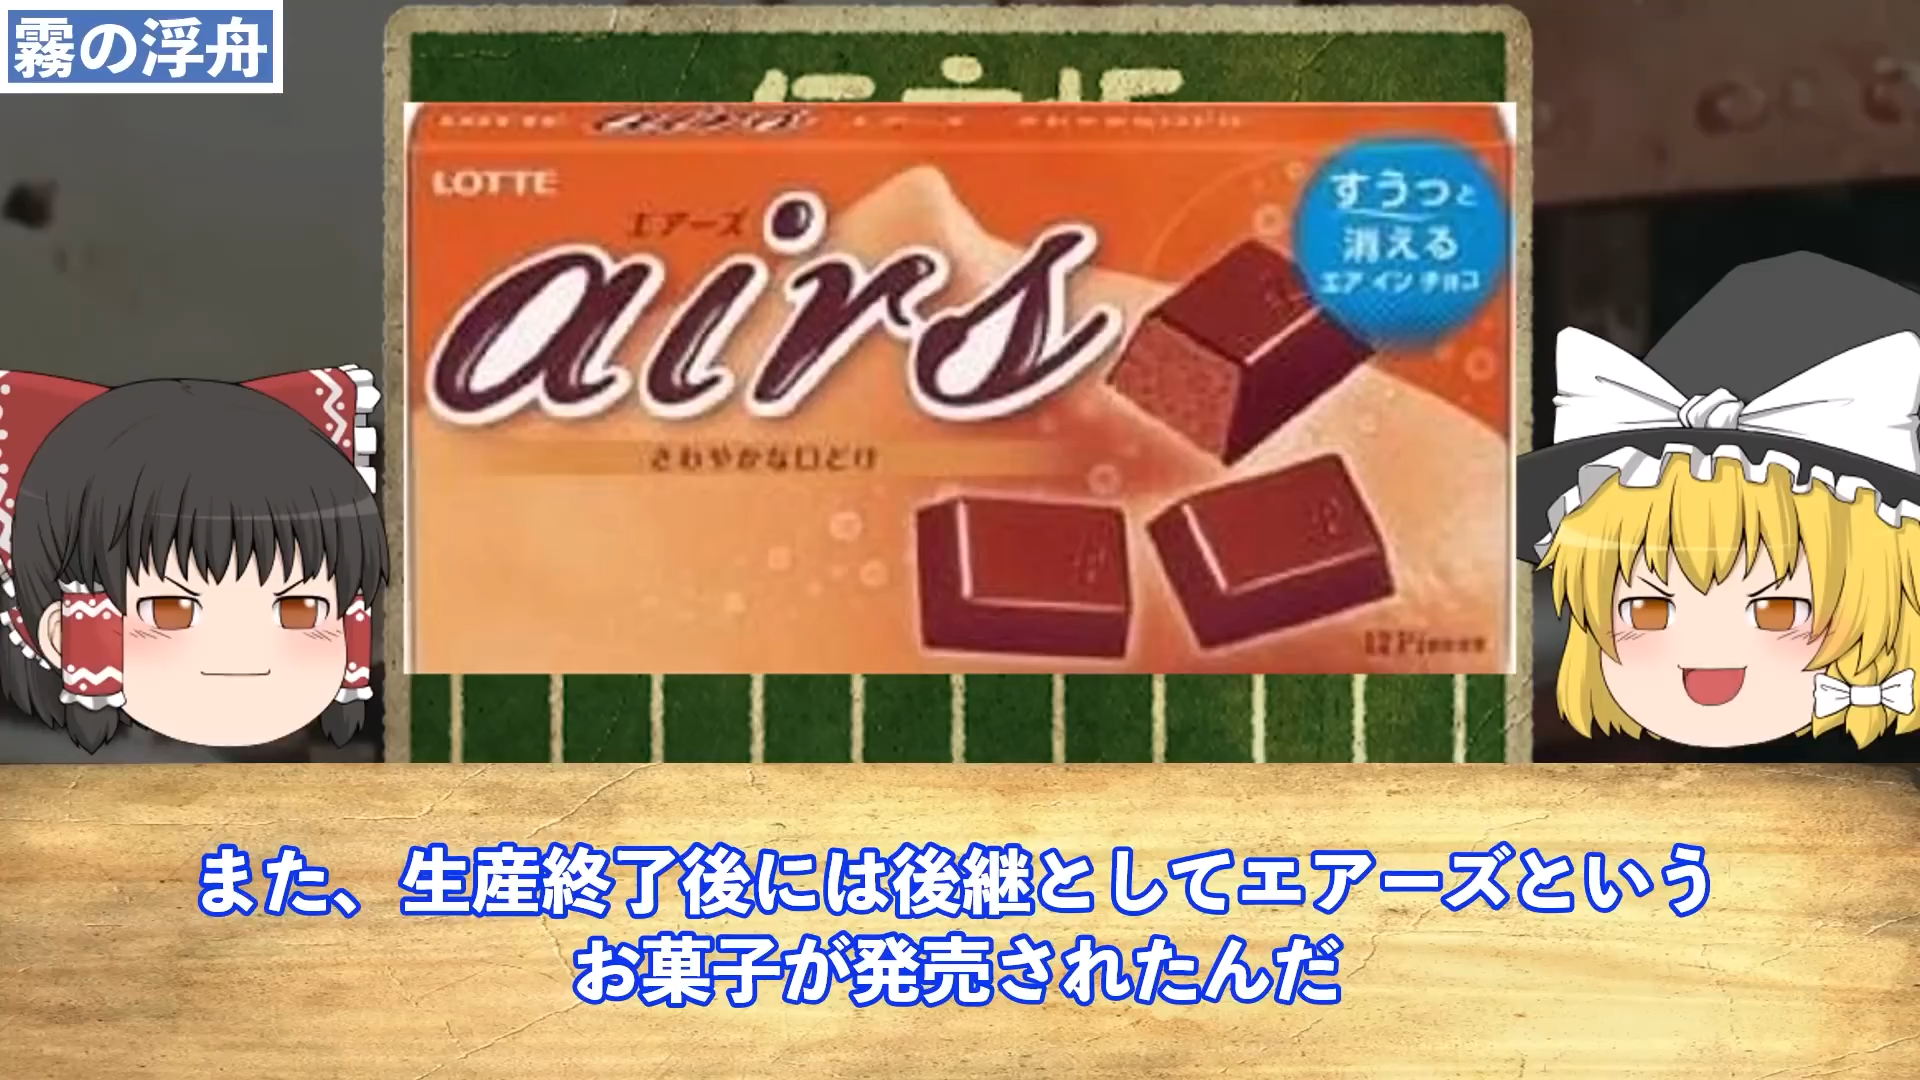 霧の浮舟
LOTTE
エアーズ
airs
さわやかな口どけ
すうっと
消える
エア イン チョコ
12 Pieces
また、生産終了後には後継としてエアーズという
お菓子が発売されたんだ